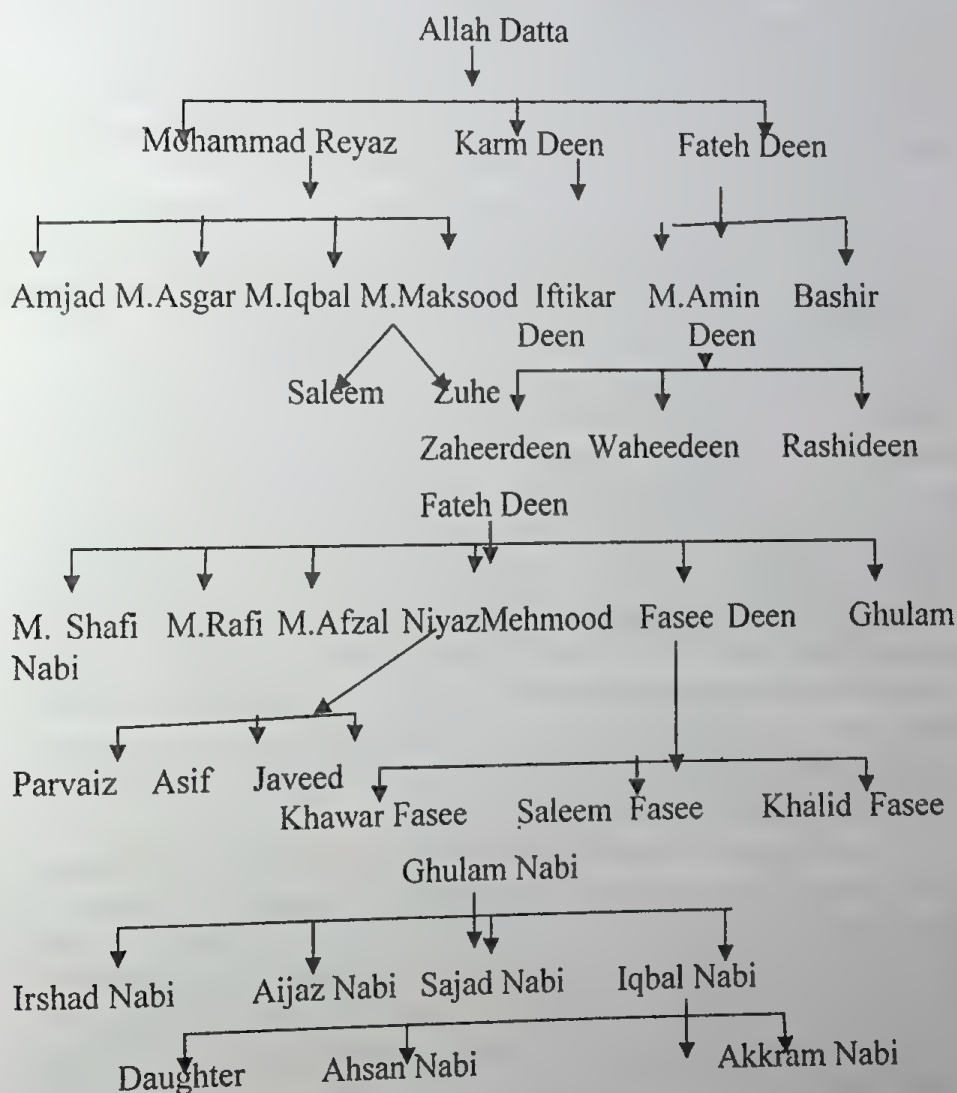 Allah Datta
Mohammad Reyaz Karm Deen Fateh Deen
Amjad M.Asgar M.Iqbal M.Maksood Iftikar M.Amin Bashir
Deen Deen
Saleem Zuhe
Zaheerdeen Waheedeen Rashideen
Fateh Deen
M. Shafi M.Rafi M.Afzal NiyazMehmood Fasee Deen Ghulam
Nabi
Parvaiz Asif Javeed
Khawar Fasee Saleem Fasee Khalid Fasee
Ghulam Nabi
Irshad Nabi Aijaz Nabi Sajad Nabi Iqbal Nabi
Daughter Ahsan Nabi Akkram Nabi